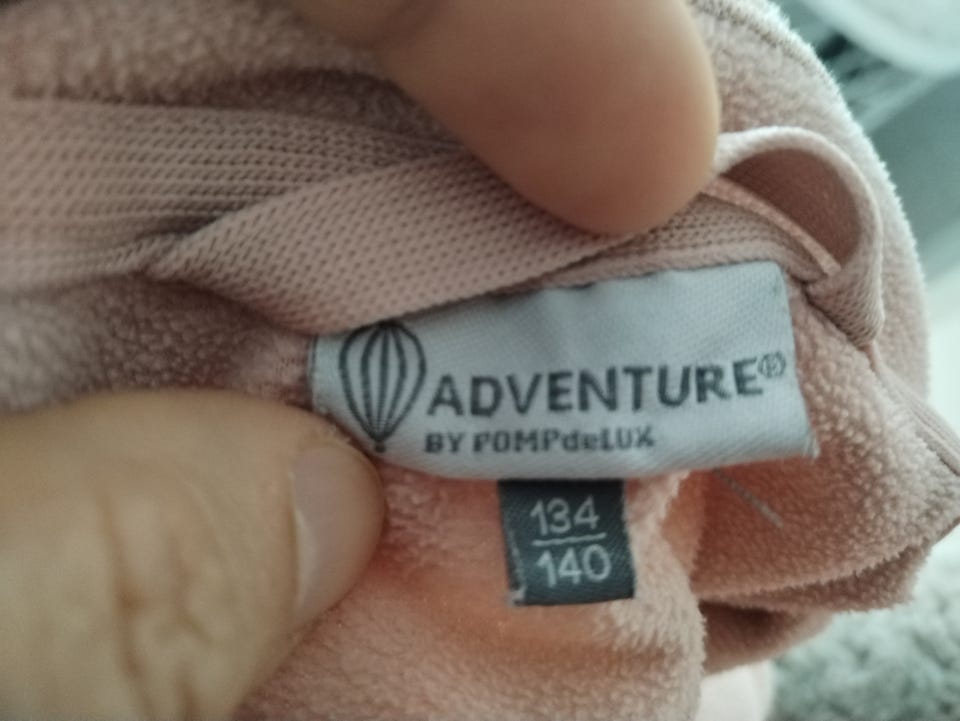 ADVENTURE®
BY POMPdeLUX
134
140